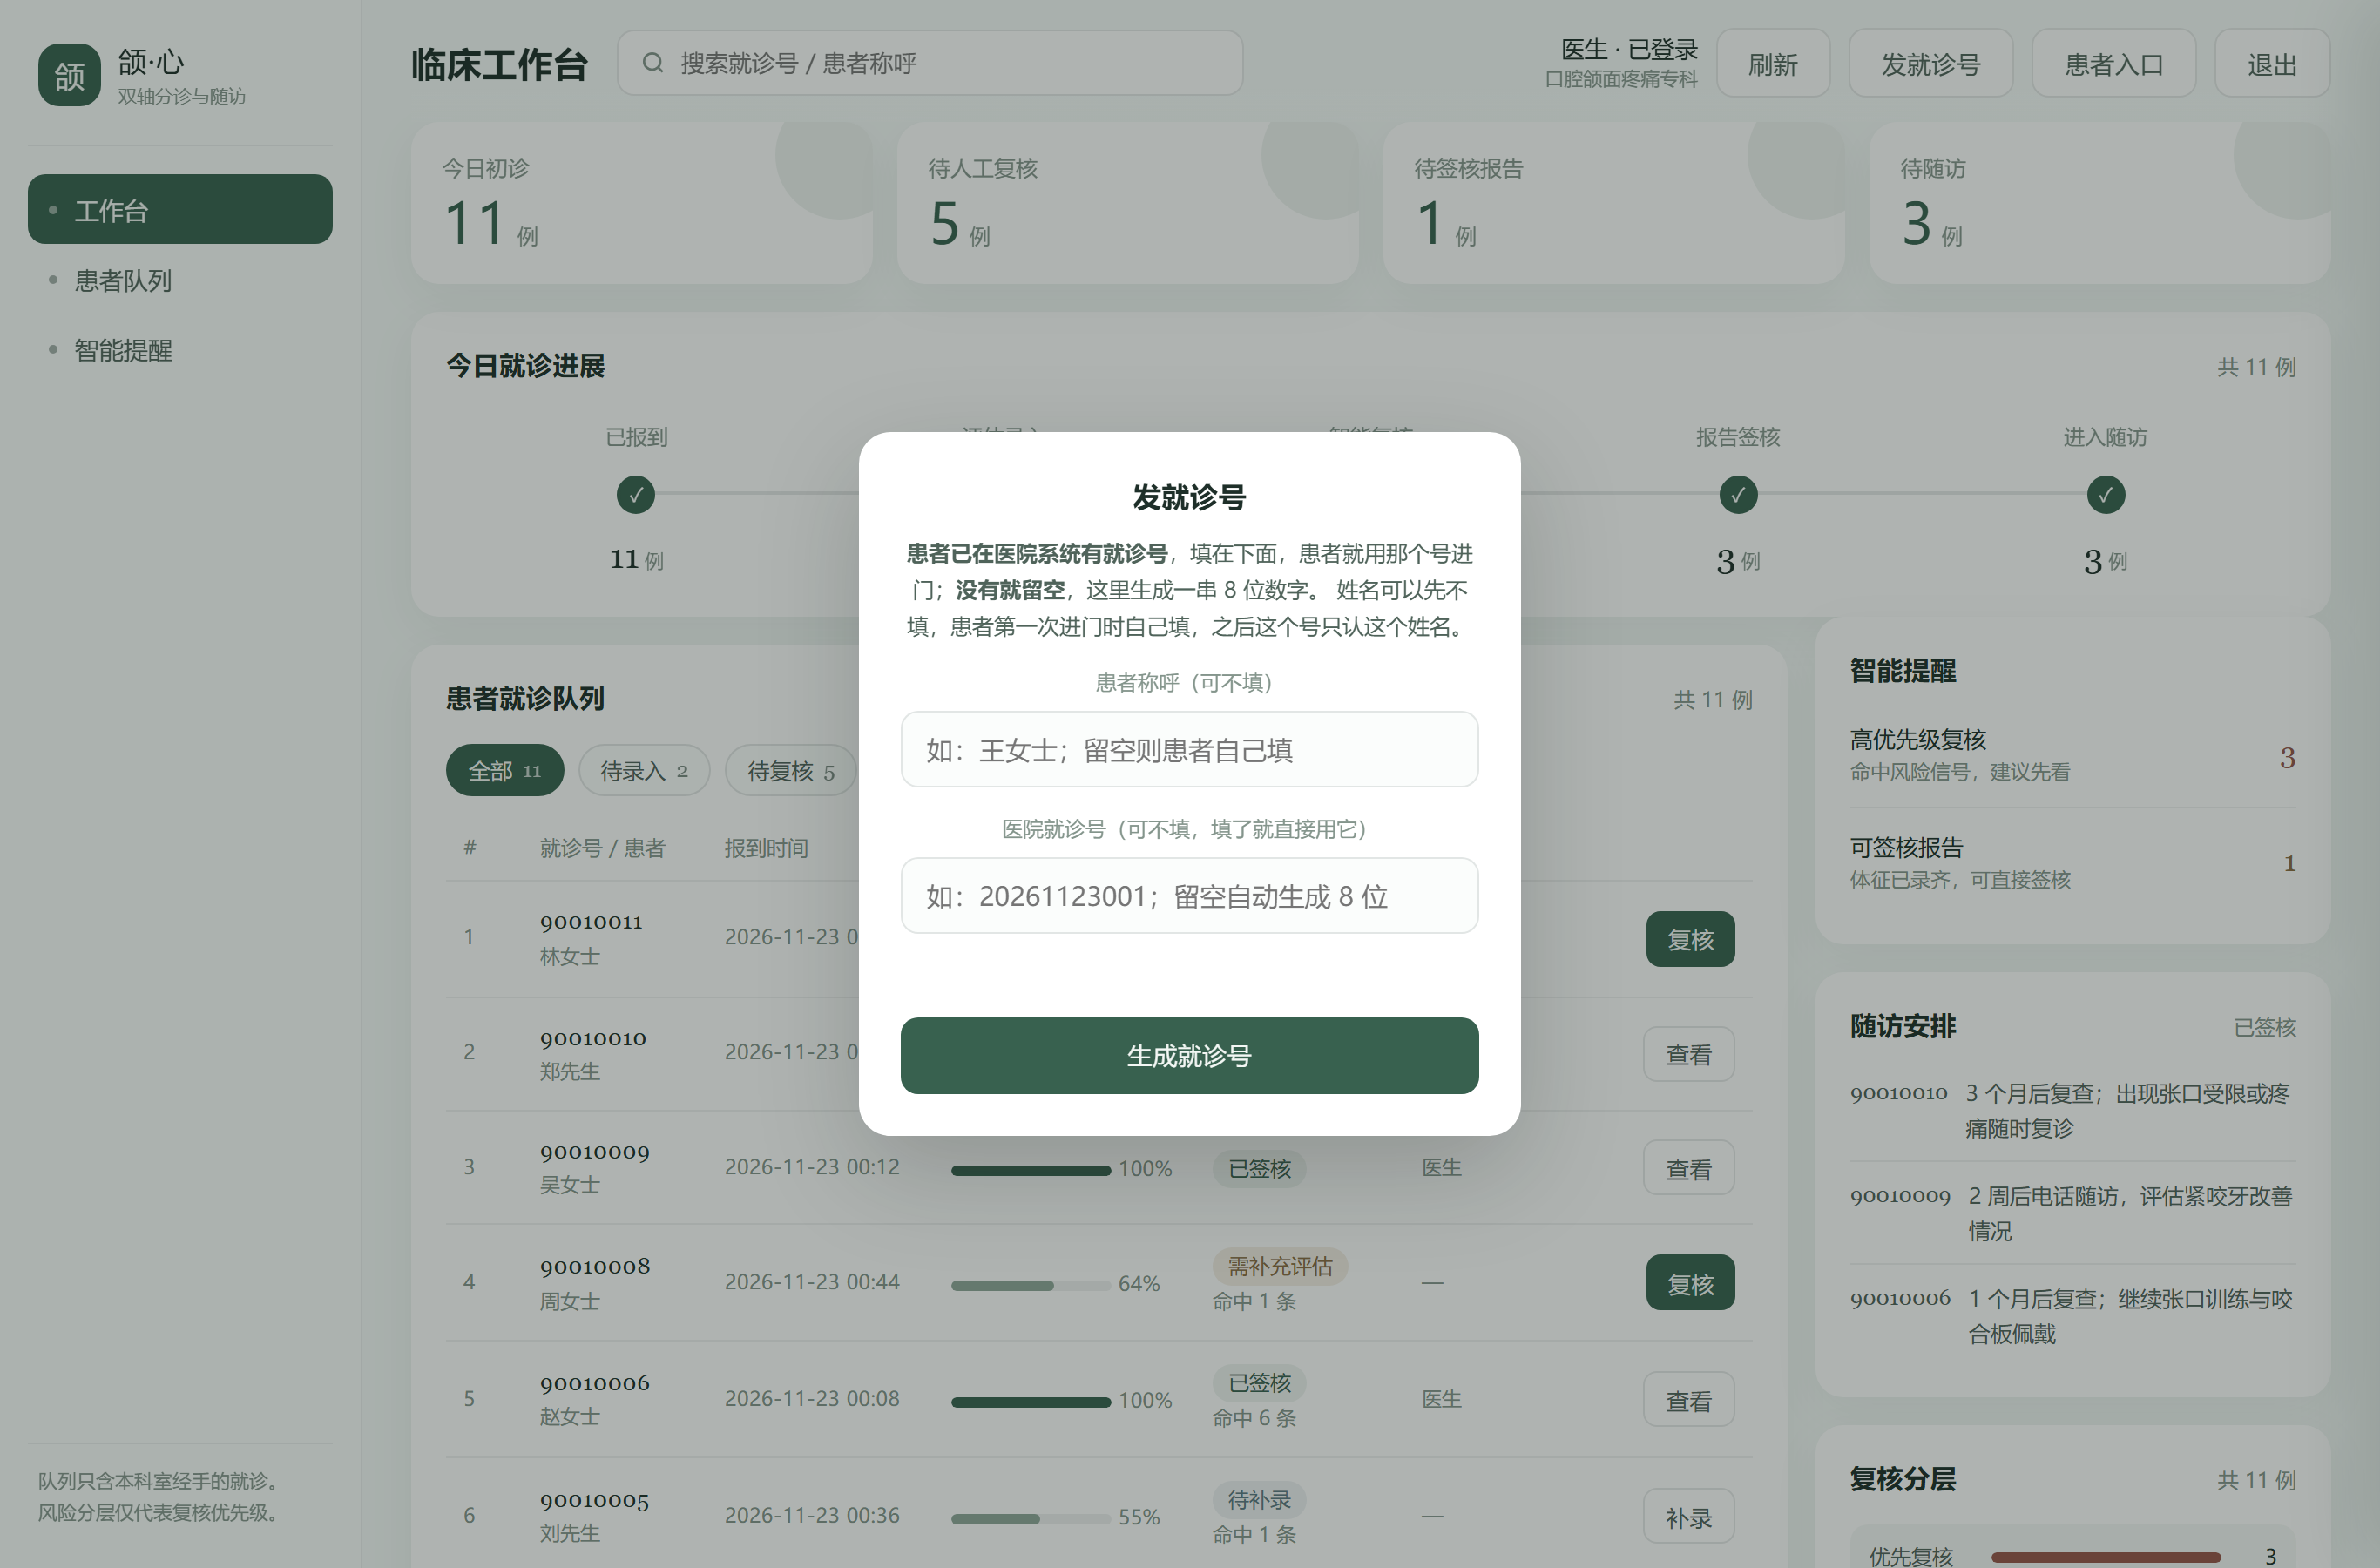 颌
颌·心
双轴分诊与随访
工作台
患者队列
智能提醒
队列只含本科室经手的就诊。
风险分层仅代表复核优先级。
临床工作台
搜索就诊号 / 患者称呼
医生 · 已登录
口腔颌面疼痛专科
刷新
发就诊号
患者入口
退出
今日初诊
11 例
待人工复核
5 例
待签核报告
1 例
待随访
3 例
今日就诊进展
共 11 例
已报到
11 例
报告签核
3 例
进入随访
3 例
发就诊号
患者已在医院系统有就诊号，填在下面，患者就用那个号进
门；没有就留空，这里生成一串 8 位数字。 姓名可以先不
填，患者第一次进门时自己填，之后这个号只认这个姓名。
患者称呼（可不填）
如：王女士；留空则患者自己填
医院就诊号（可不填，填了就直接用它）
如：20261123001；留空自动生成 8 位
生成就诊号
患者就诊队列
共 11 例
全部 11
待录入 2
待复核 5
# 就诊号 / 患者 报到时间
1 90010011 林女士 2026-11-23 0 复核
2 90010010 郑先生 2026-11-23 0 查看
3 90010009 吴女士 2026-11-23 00:12 100% 已签核 医生 查看
4 90010008 周女士 2026-11-23 00:44 64% 需补充评估 命中 1 条 — 复核
5 90010006 赵女士 2026-11-23 00:08 100% 已签核 命中 6 条 医生 查看
6 90010005 刘先生 2026-11-23 00:36 55% 待补录 命中 1 条 — 补录
智能提醒
高优先级复核
命中风险信号，建议先看
3
可签核报告
体征已录齐，可直接签核
1
随访安排
已签核
90010010 3 个月后复查；出现张口受限或疼
痛随时复诊
90010009 2 周后电话随访，评估紧咬牙改善
情况
90010006 1 个月后复查；继续张口训练与咬
合板佩戴
复核分层
共 11 例
优先复核 3